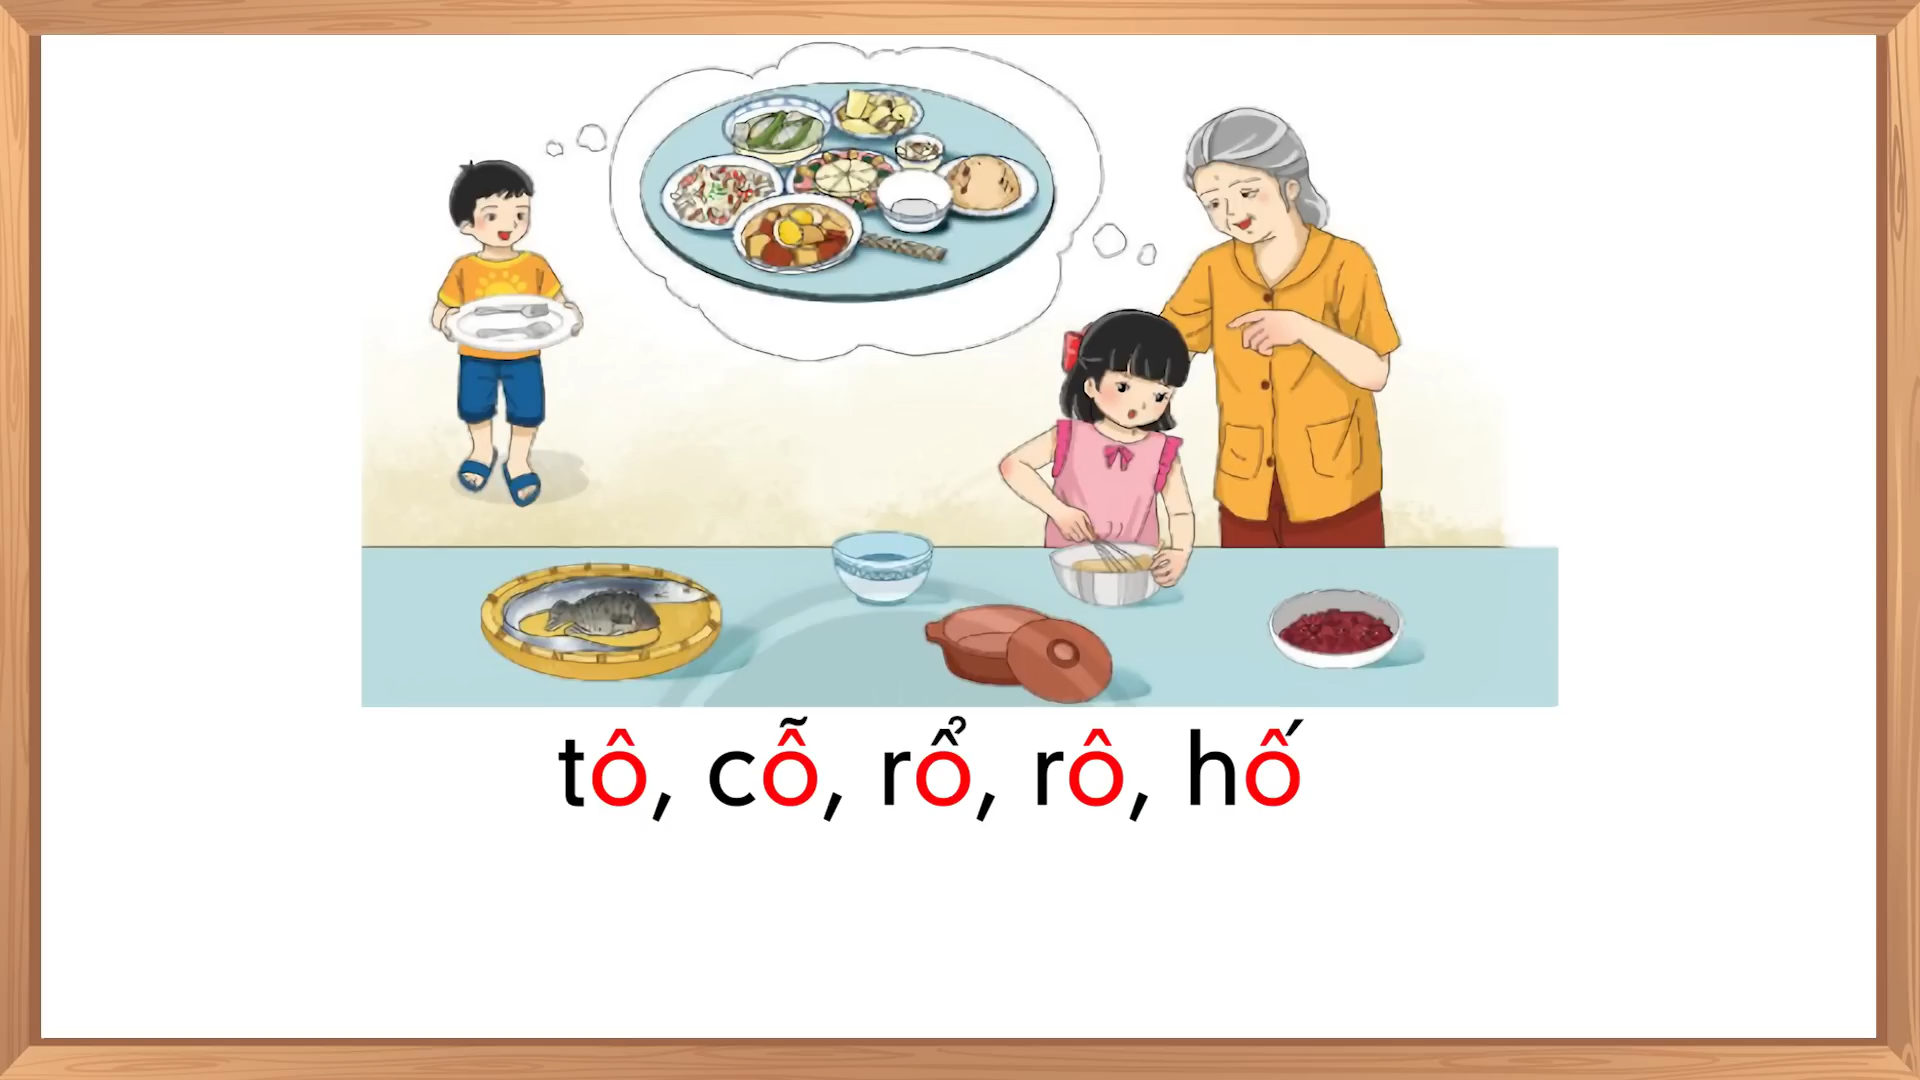 tô, cỗ, rổ, rô, hố